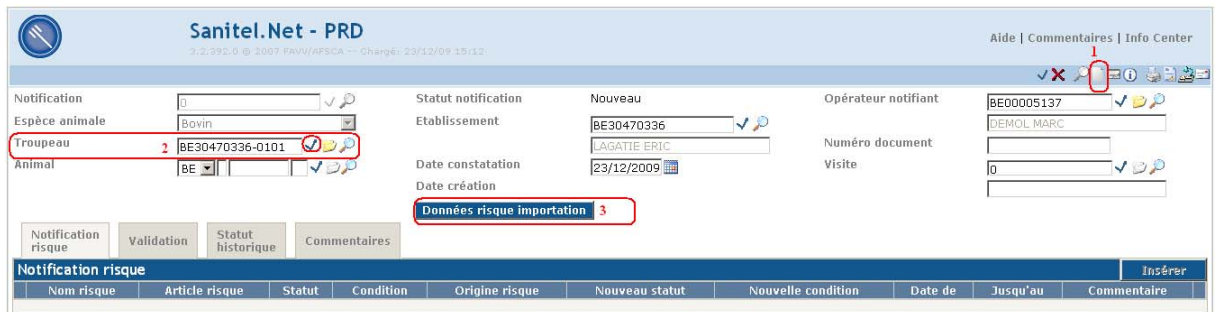 Sanitel.Net - PRD
3.2.392.0 © 2007 FAVV/AFSCA -- Chargé: 23/12/09 15:12
Aide | Commentaires | Info Center
1
Notification 0 Statut notification Nouveau Opérateur notifiant BE00005137
Espèce animale Bovin Etablissement BE30470336 DEMOL MARC
Troupeau 2 BE30470336-0101 LAGATIE ERIC Numéro document
Animal BE Date constatation 23/12/2009 Visite 0
Date création
Données risque importation 3
Notification risque Validation Statut historique Commentaires
Notification risque Insérer
Nom risque Article risque Statut Condition Origine risque Nouveau statut Nouvelle condition Date de Jusqu'au Commentaire